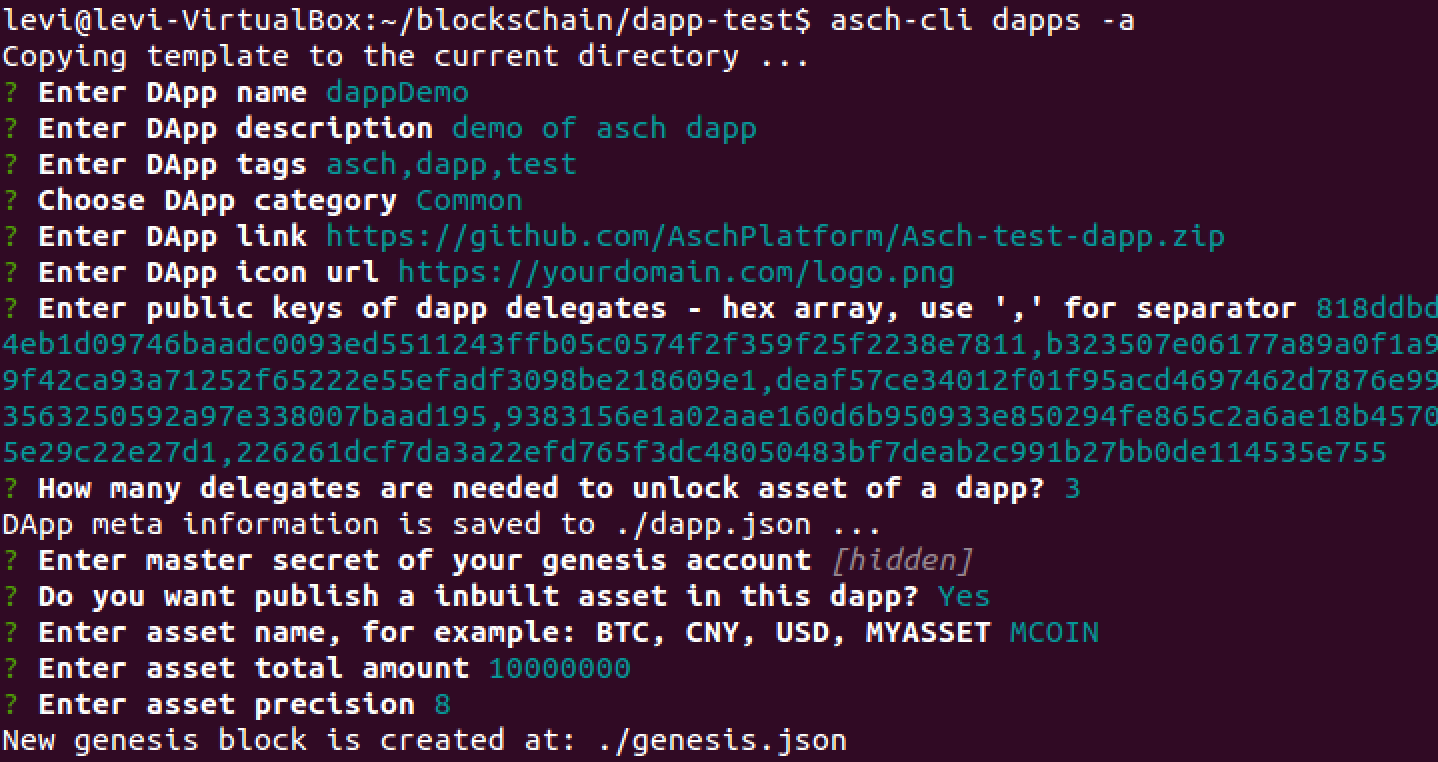 levi@levi-VirtualBox:~/blocksChain/dapp-test$ asch-cli dapps -a
Copying template to the current directory ...
? Enter DApp name dappDemo
? Enter DApp description demo of asch dapp
? Enter DApp tags asch,dapp,test
? Choose DApp category Common
? Enter DApp link https://github.com/AschPlatform/Asch-test-dapp.zip
? Enter DApp icon url https://yourdomain.com/logo.png
? Enter public keys of dapp delegates - hex array, use ',' for separator 818ddbd
4eb1d09746baadc0093ed5511243ffb05c0574f2f359f25f2238e7811,b323507e06177a89a0f1a9
9f42ca93a71252f65222e55efadf3098be218609e1,deaf57ce34012f01f95acd4697462d7876e99
3563250592a97e338007baad195,9383156e1a02aae160d6b950933e850294fe865c2a6ae18b4570
5e29c22e27d1,226261dcf7da3a22efd765f3dc48050483bf7deab2c991b27bb0de114535e755
? How many delegates are needed to unlock asset of a dapp? 3
DApp meta information is saved to ./dapp.json ...
? Enter master secret of your genesis account [hidden]
? Do you want publish a inbuilt asset in this dapp? Yes
? Enter asset name, for example: BTC, CNY, USD, MYASSET MCOIN
? Enter asset total amount 10000000
? Enter asset precision 8
New genesis block is created at: ./genesis.json